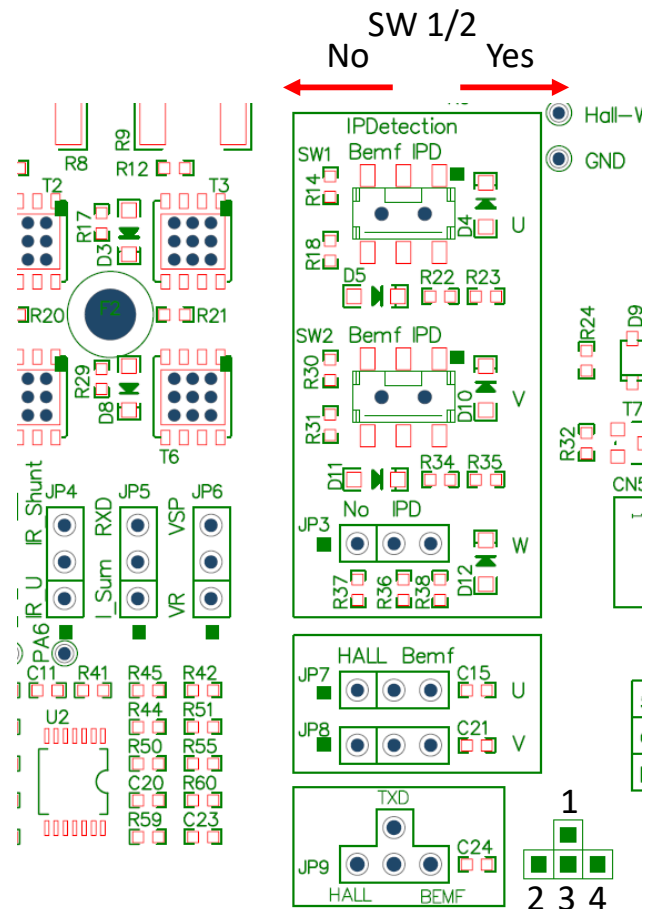 SW 1/2
No Yes
Hall-W
GND
IPDetection
SW1 Bemf IPD
R14
R18
D4
U
D5 R22 R23
SW2 Bemf IPD
R30
R31
D10
V
D11 R34 R35
No IPD
JP3
W
R37 R36 R38 D12
HALL Bemf
JP7 C15 U
JP8 C21 V
TXD
JP9 C24
HALL BEMF
1
2 3 4
R8 R9 R12
T2 T3
R17 D3
R20 F2 R21
R29 D8
T6
JP4 JP5 JP6
IR_Shunt RXD VSP
IR_U I_Sum VR
PA6
C11 R41 R45 R42
U2 R44 R51
R50 R55
C20 R60
R59 C23
R24 D9
R32 T7
CN5